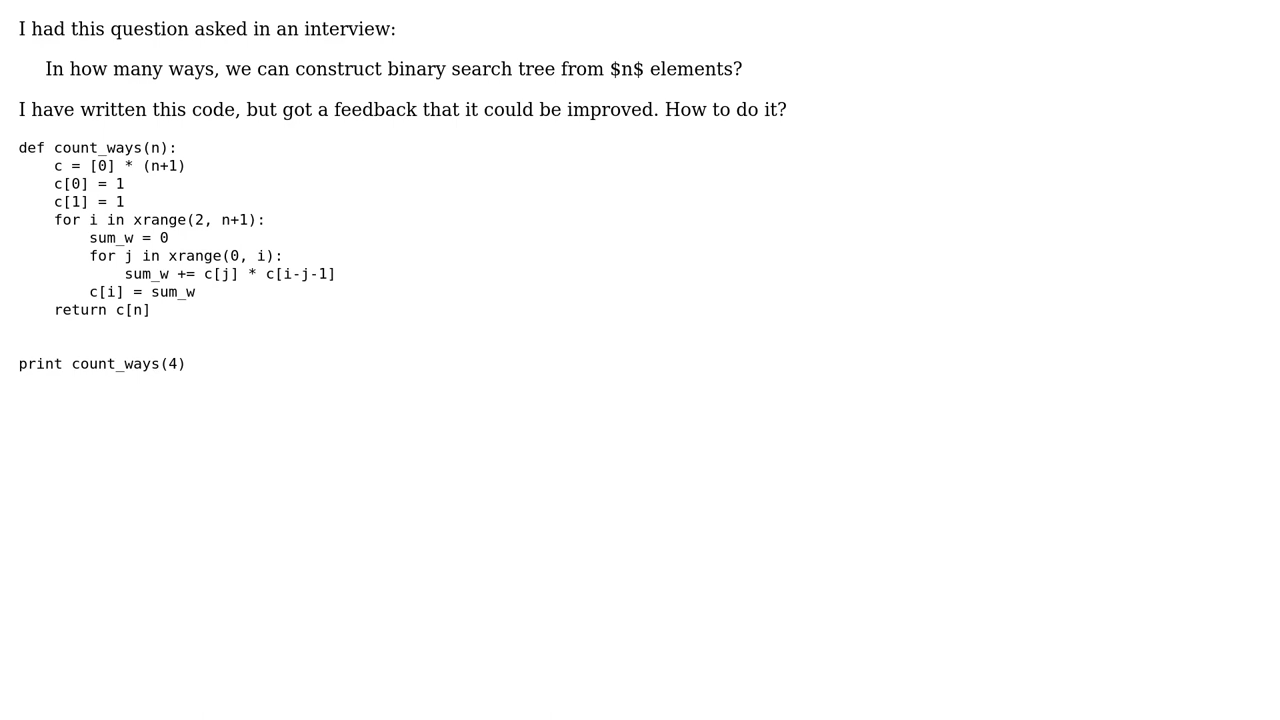 I had this question asked in an interview:
In how many ways, we can construct binary search tree from $n$ elements?
I have written this code, but got a feedback that it could be improved. How to do it?
def count_ways(n):
    c = [0] * (n+1)
    c[0] = 1
    c[1] = 1
    for i in xrange(2, n+1):
        sum_w = 0
        for j in xrange(0, i):
            sum_w += c[j] * c[i-j-1]
        c[i] = sum_w
    return c[n]
print count_ways(4)